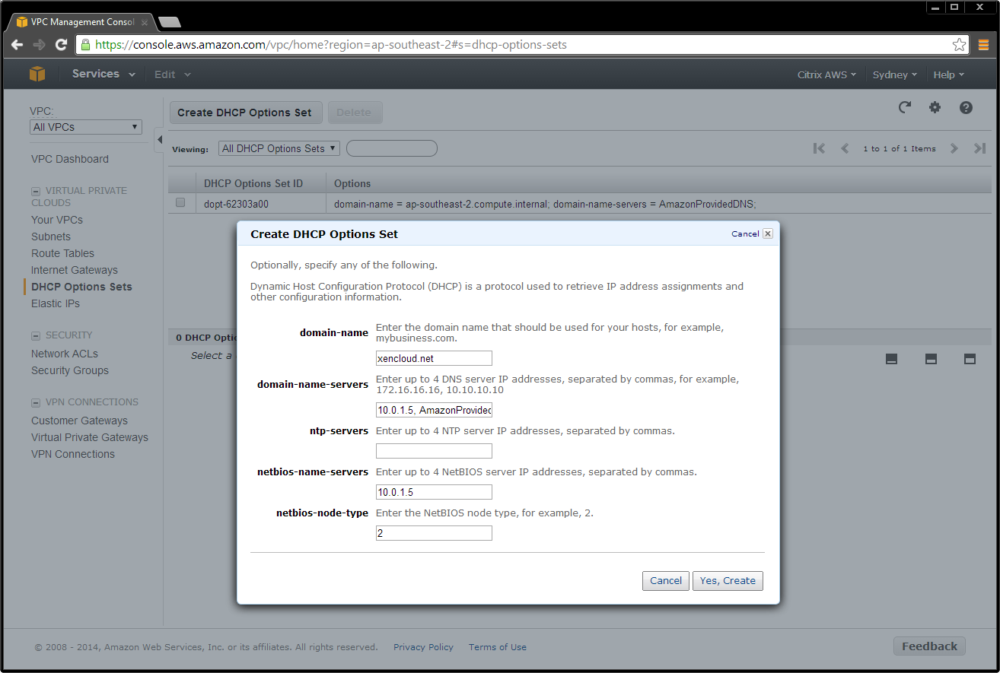 VPC Management Consol
https://console.aws.amazon.com/vpc/home?region=ap-southeast-2#s=dhcp-options-sets
Services Edit Citrix AWS Sydney Help
VPC:
All VPCs
VPC Dashboard
VIRTUAL PRIVATE
CLOUDS
Your VPCs
Subnets
Route Tables
Internet Gateways
DHCP Options Sets
Elastic IPs
SECURITY
Network ACLs
Security Groups
VPN CONNECTIONS
Customer Gateways
Virtual Private Gateways
VPN Connections
Create DHCP Options Set Delete
Viewing: All DHCP Options Sets 1 to 1 of 1 Items
DHCP Options Set ID Options
dopt-62303a00 domain-name = ap-southeast-2.compute.internal; domain-name-servers = AmazonProvidedDNS;
0 DHCP Optic
Select a
Create DHCP Options Set Cancel
Optionally, specify any of the following.
Dynamic Host Configuration Protocol (DHCP) is a protocol used to retrieve IP address assignments and
other configuration information.
domain-name Enter the domain name that should be used for your hosts, for example,
mybusiness.com.
xencloud.net
domain-name-servers Enter up to 4 DNS server IP addresses, separated by commas, for example,
172.16.16.16, 10.10.10.10
10.0.1.5, AmazonProvided
ntp-servers Enter up to 4 NTP server IP addresses, separated by commas.
netbios-name-servers Enter up to 4 NetBIOS server IP addresses, separated by commas.
10.0.1.5
netbios-node-type Enter the NetBIOS node type, for example, 2.
2
Cancel Yes, Create
© 2008 - 2014, Amazon Web Services, Inc. or its affiliates. All rights reserved. Privacy Policy Terms of Use Feedback